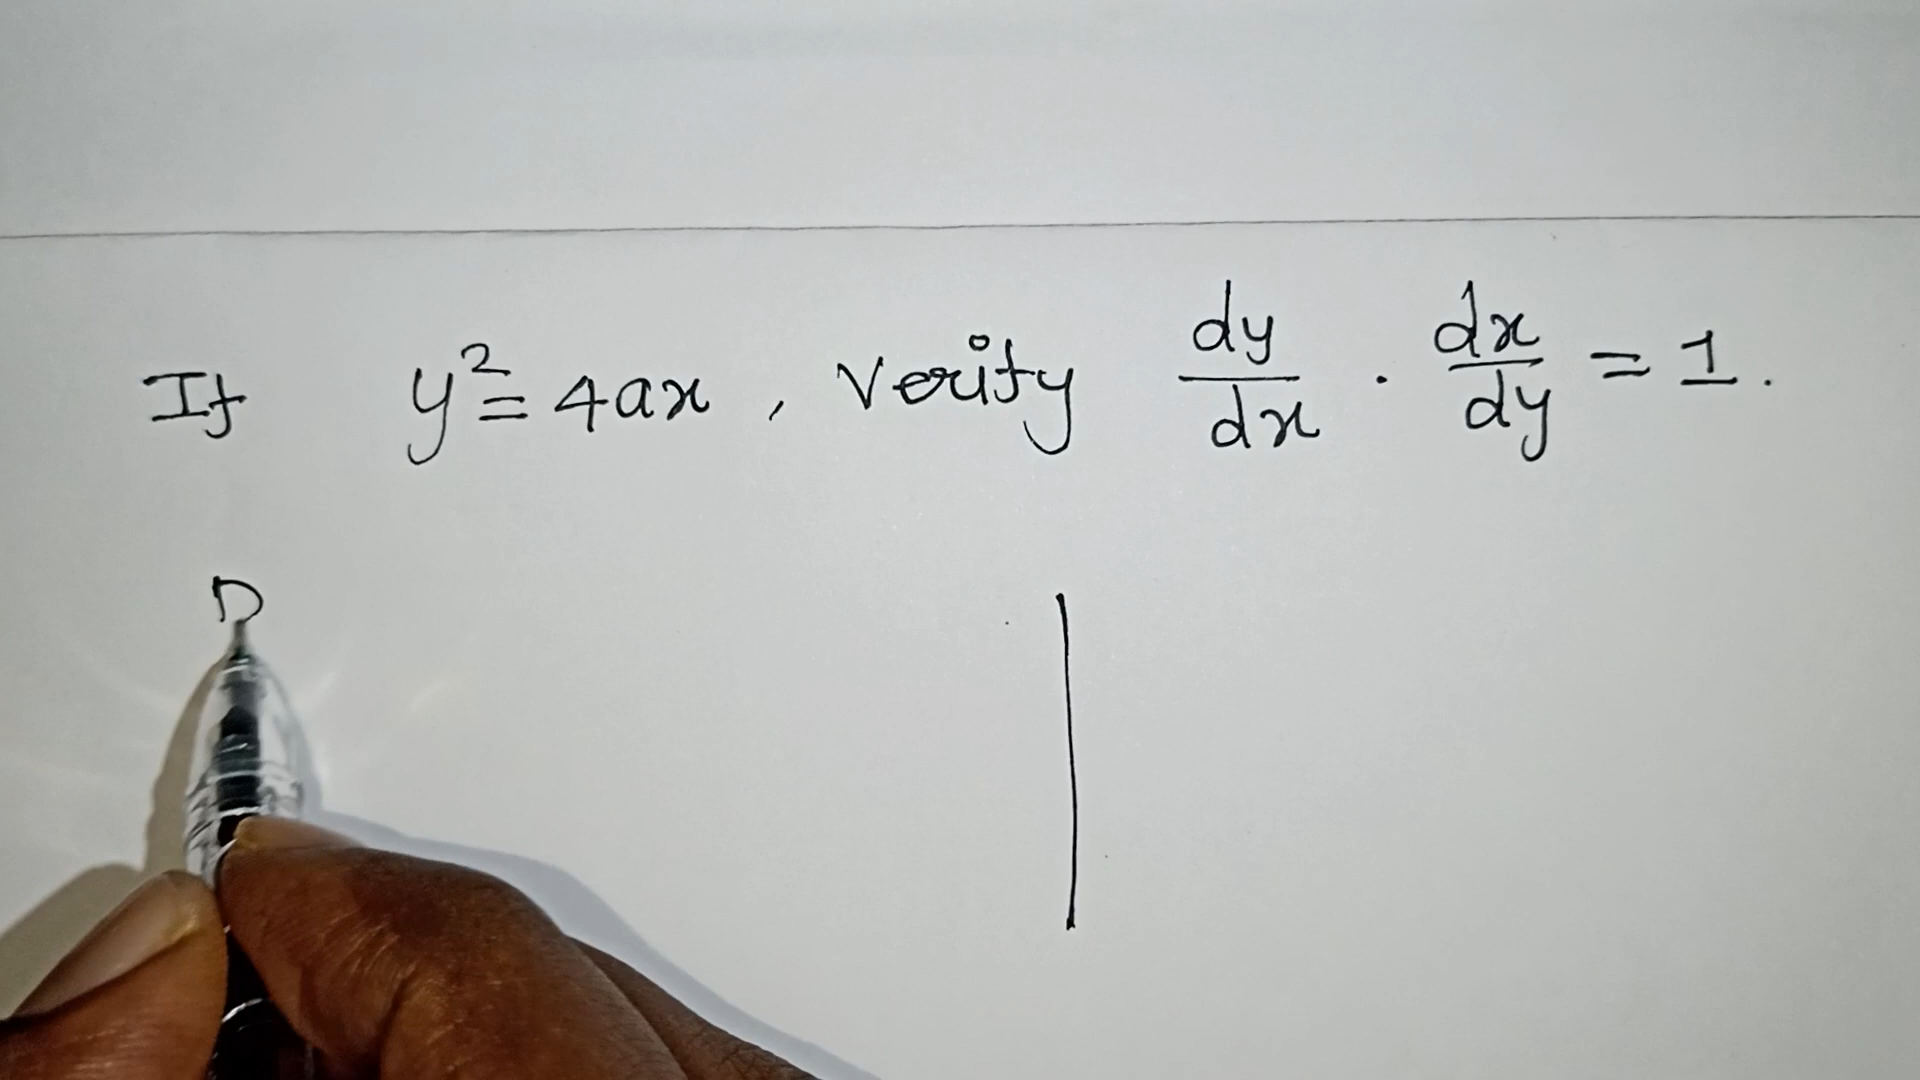 If y² = 4ax , Verify dy/dx . dx/dy = 1.
D